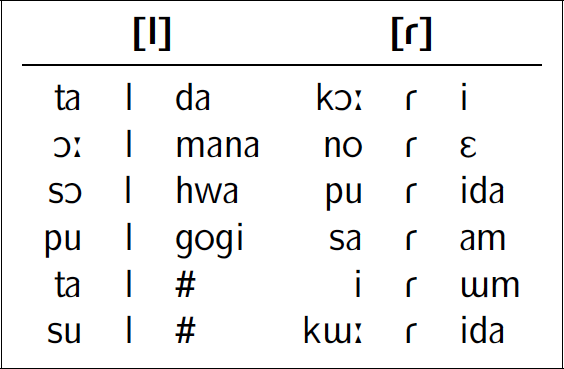 [l] [ɾ]
ta l da kɔː ɾ i
ɔː l mana no ɾ ɛ
sɔ l hwa pu ɾ ida
pu l gogi sa ɾ am
ta l # i ɾ ɯm
su l # kɯː ɾ ida